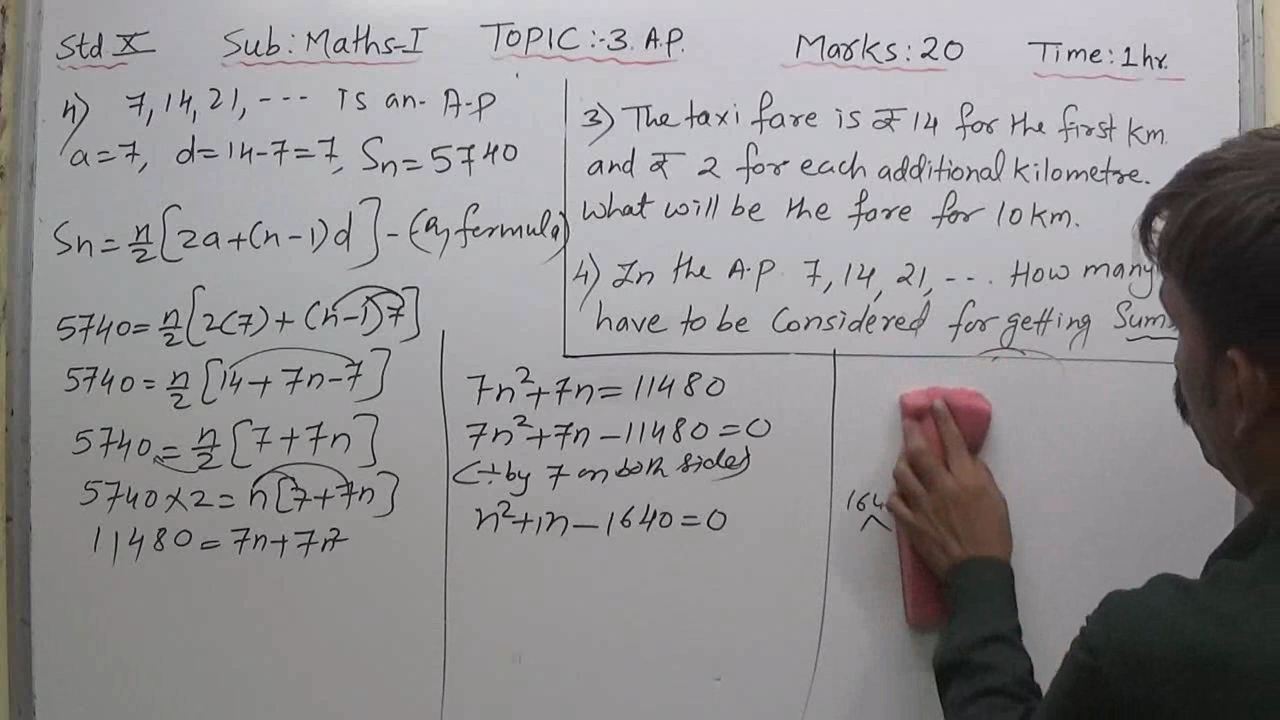 Std X Sub: Maths-I TOPIC:-3. A.P. Marks: 20 Time: 1hr.
4) 7, 14, 21, --- is an A.P
a=7, d=14-7=7, Sn=5740
Sn = n/2 [2a+(n-1)d] - (a, formula)
5740 = n/2 [2(7) + (n-1)7]
5740 = n/2 [14+7n-7]
5740 = n/2 [7+7n]
5740×2 = n[7+7n]
11480 = 7n+7n²
3) The taxi fare is ₹ 14 for the first km.
and ₹ 2 for each additional kilometre.
What will be the fare for 10 km.
4) In the A.P. 7, 14, 21, --- . How many
have to be Considered for getting Sum
7n²+7n = 11480
7n²+7n-11480=0
(÷by 7 on both sides)
n²+1n-1640=0